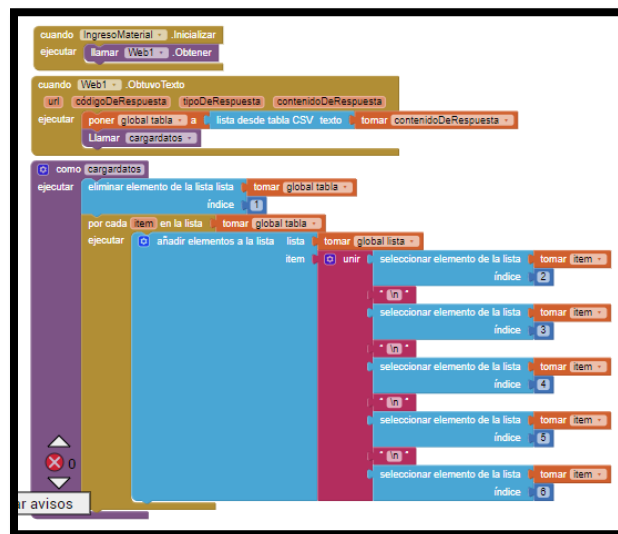 cuando IngresoMaterial .Inicializar
ejecutar llamar Web1 .Obtener
cuando Web1 .ObtuvoTexto
url códigoDeRespuesta tipoDeRespuesta contenidoDeRespuesta
ejecutar poner global tabla a lista desde tabla CSV texto tomar contenidoDeRespuesta
Llamar cargardatos
como cargardatos
ejecutar eliminar elemento de la lista lista tomar global tabla
índice 1
por cada item en la lista tomar global tabla
ejecutar añadir elementos a la lista lista tomar global lista
item unir seleccionar elemento de la lista tomar item
índice 2
" \n "
seleccionar elemento de la lista tomar item
índice 3
" \n "
seleccionar elemento de la lista tomar item
índice 4
" \n "
seleccionar elemento de la lista tomar item
índice 5
" \n "
seleccionar elemento de la lista tomar item
índice 6
0
ar avisos